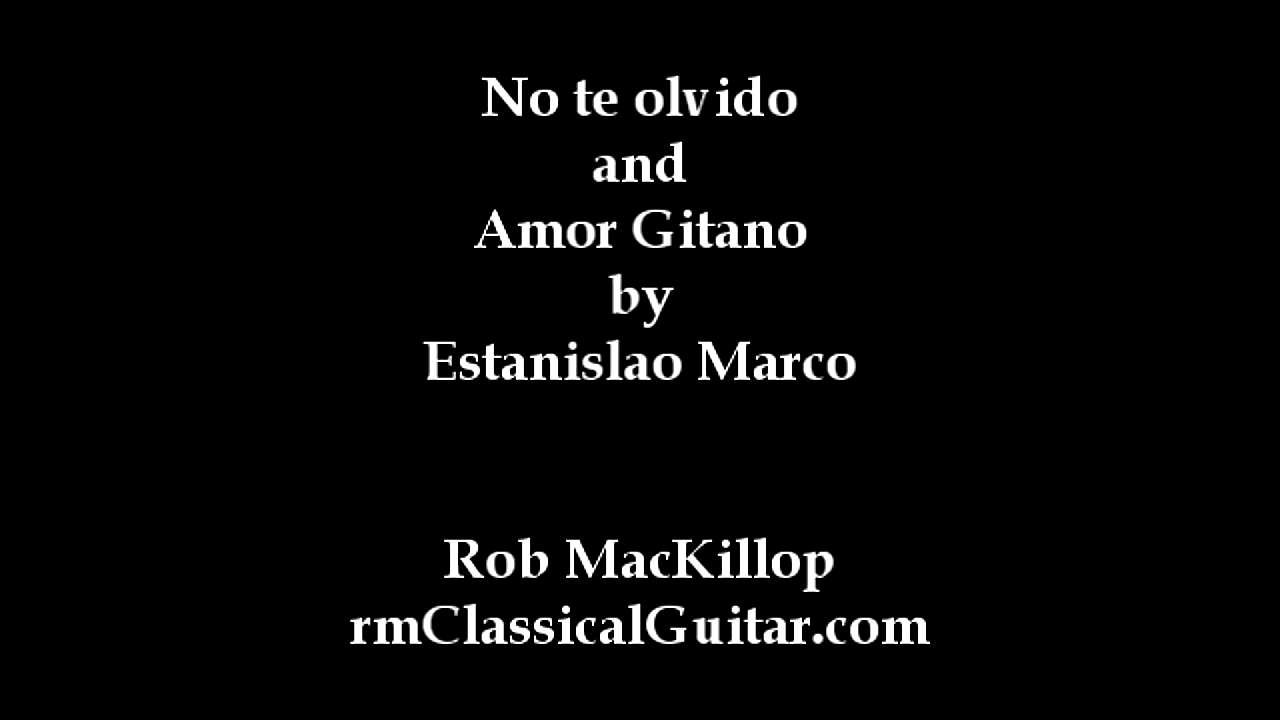 No te olvido
and
Amor Gitano
by
Estanislao Marco
Rob MacKillop
rmClassicalGuitar.com